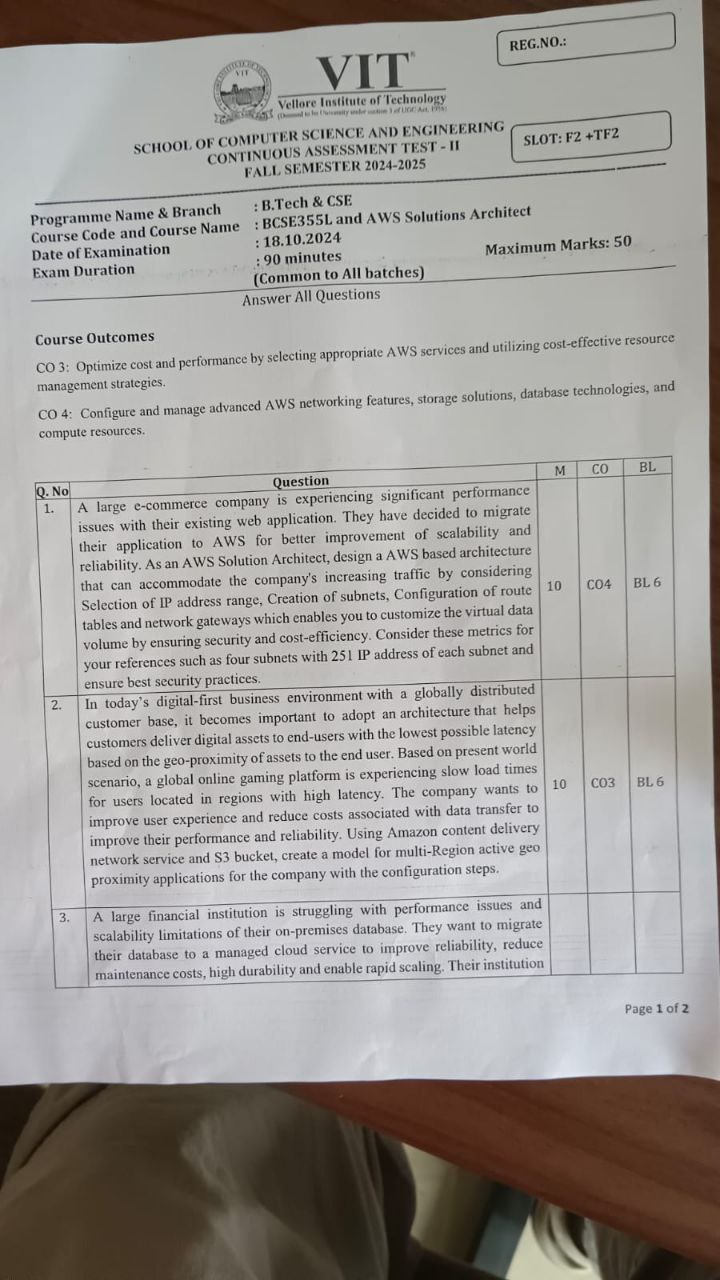 REG.NO.:
VIT
VIT®
Vellore Institute of Technology
(Deemed to be University under section 3 of UGC Act, 1956)
SCHOOL OF COMPUTER SCIENCE AND ENGINEERING
CONTINUOUS ASSESSMENT TEST - II
FALL SEMESTER 2024-2025
SLOT: F2 +TF2
Programme Name & Branch : B.Tech & CSE
Course Code and Course Name : BCSE355L and AWS Solutions Architect
Date of Examination : 18.10.2024
Exam Duration : 90 minutes Maximum Marks: 50
(Common to All batches)
Answer All Questions
Course Outcomes
CO 3: Optimize cost and performance by selecting appropriate AWS services and utilizing cost-effective resource
management strategies.
CO 4: Configure and manage advanced AWS networking features, storage solutions, database technologies, and
compute resources.
Q. No Question M CO BL
1. A large e-commerce company is experiencing significant performance
issues with their existing web application. They have decided to migrate
their application to AWS for better improvement of scalability and
reliability. As an AWS Solution Architect, design a AWS based architecture
that can accommodate the company's increasing traffic by considering
Selection of IP address range, Creation of subnets, Configuration of route
tables and network gateways which enables you to customize the virtual data
volume by ensuring security and cost-efficiency. Consider these metrics for
your references such as four subnets with 251 IP address of each subnet and
ensure best security practices.
10 CO4 BL 6
2. In today's digital-first business environment with a globally distributed
customer base, it becomes important to adopt an architecture that helps
customers deliver digital assets to end-users with the lowest possible latency
based on the geo-proximity of assets to the end user. Based on present world
scenario, a global online gaming platform is experiencing slow load times
for users located in regions with high latency. The company wants to
improve user experience and reduce costs associated with data transfer to
improve their performance and reliability. Using Amazon content delivery
network service and S3 bucket, create a model for multi-Region active geo
proximity applications for the company with the configuration steps.
10 CO3 BL 6
3. A large financial institution is struggling with performance issues and
scalability limitations of their on-premises database. They want to migrate
their database to a managed cloud service to improve reliability, reduce
maintenance costs, high durability and enable rapid scaling. Their institution
Page 1 of 2